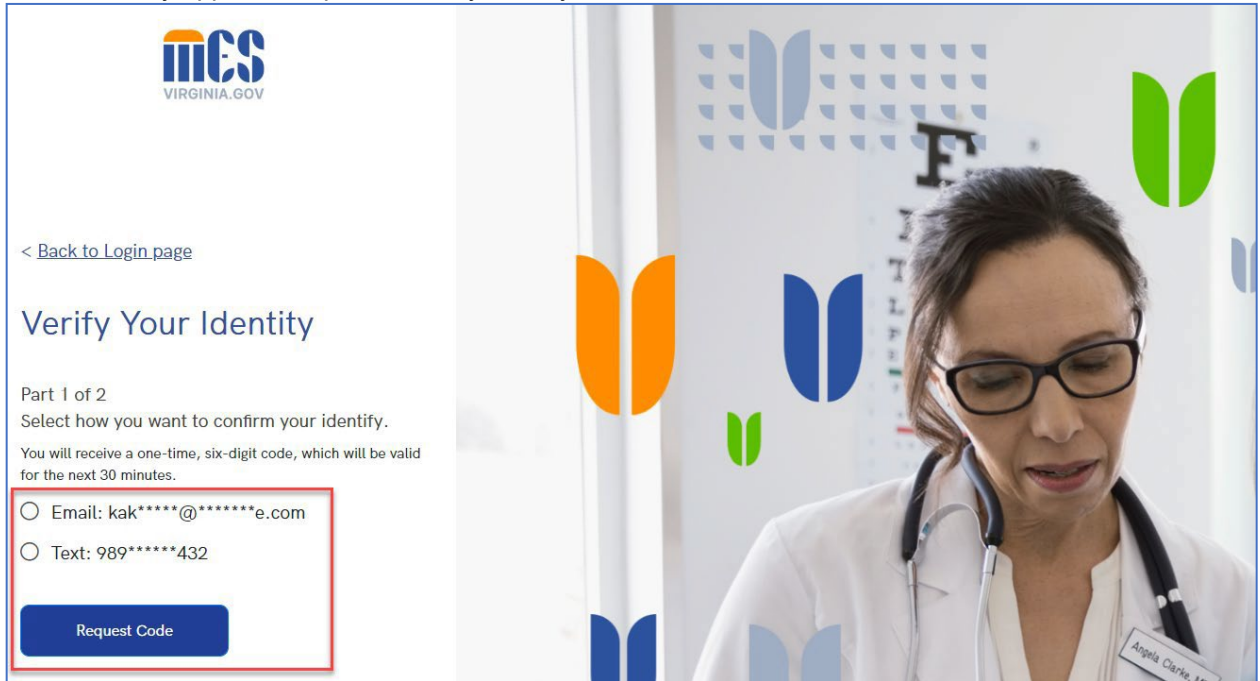 mes
VIRGINIA.GOV
< Back to Login page
Verify Your Identity
Part 1 of 2
Select how you want to confirm your identify.
You will receive a one-time, six-digit code, which will be valid
for the next 30 minutes.
Email: kak*****@*******e.com
Text: 989******432
Request Code
E
Angela Clarke,